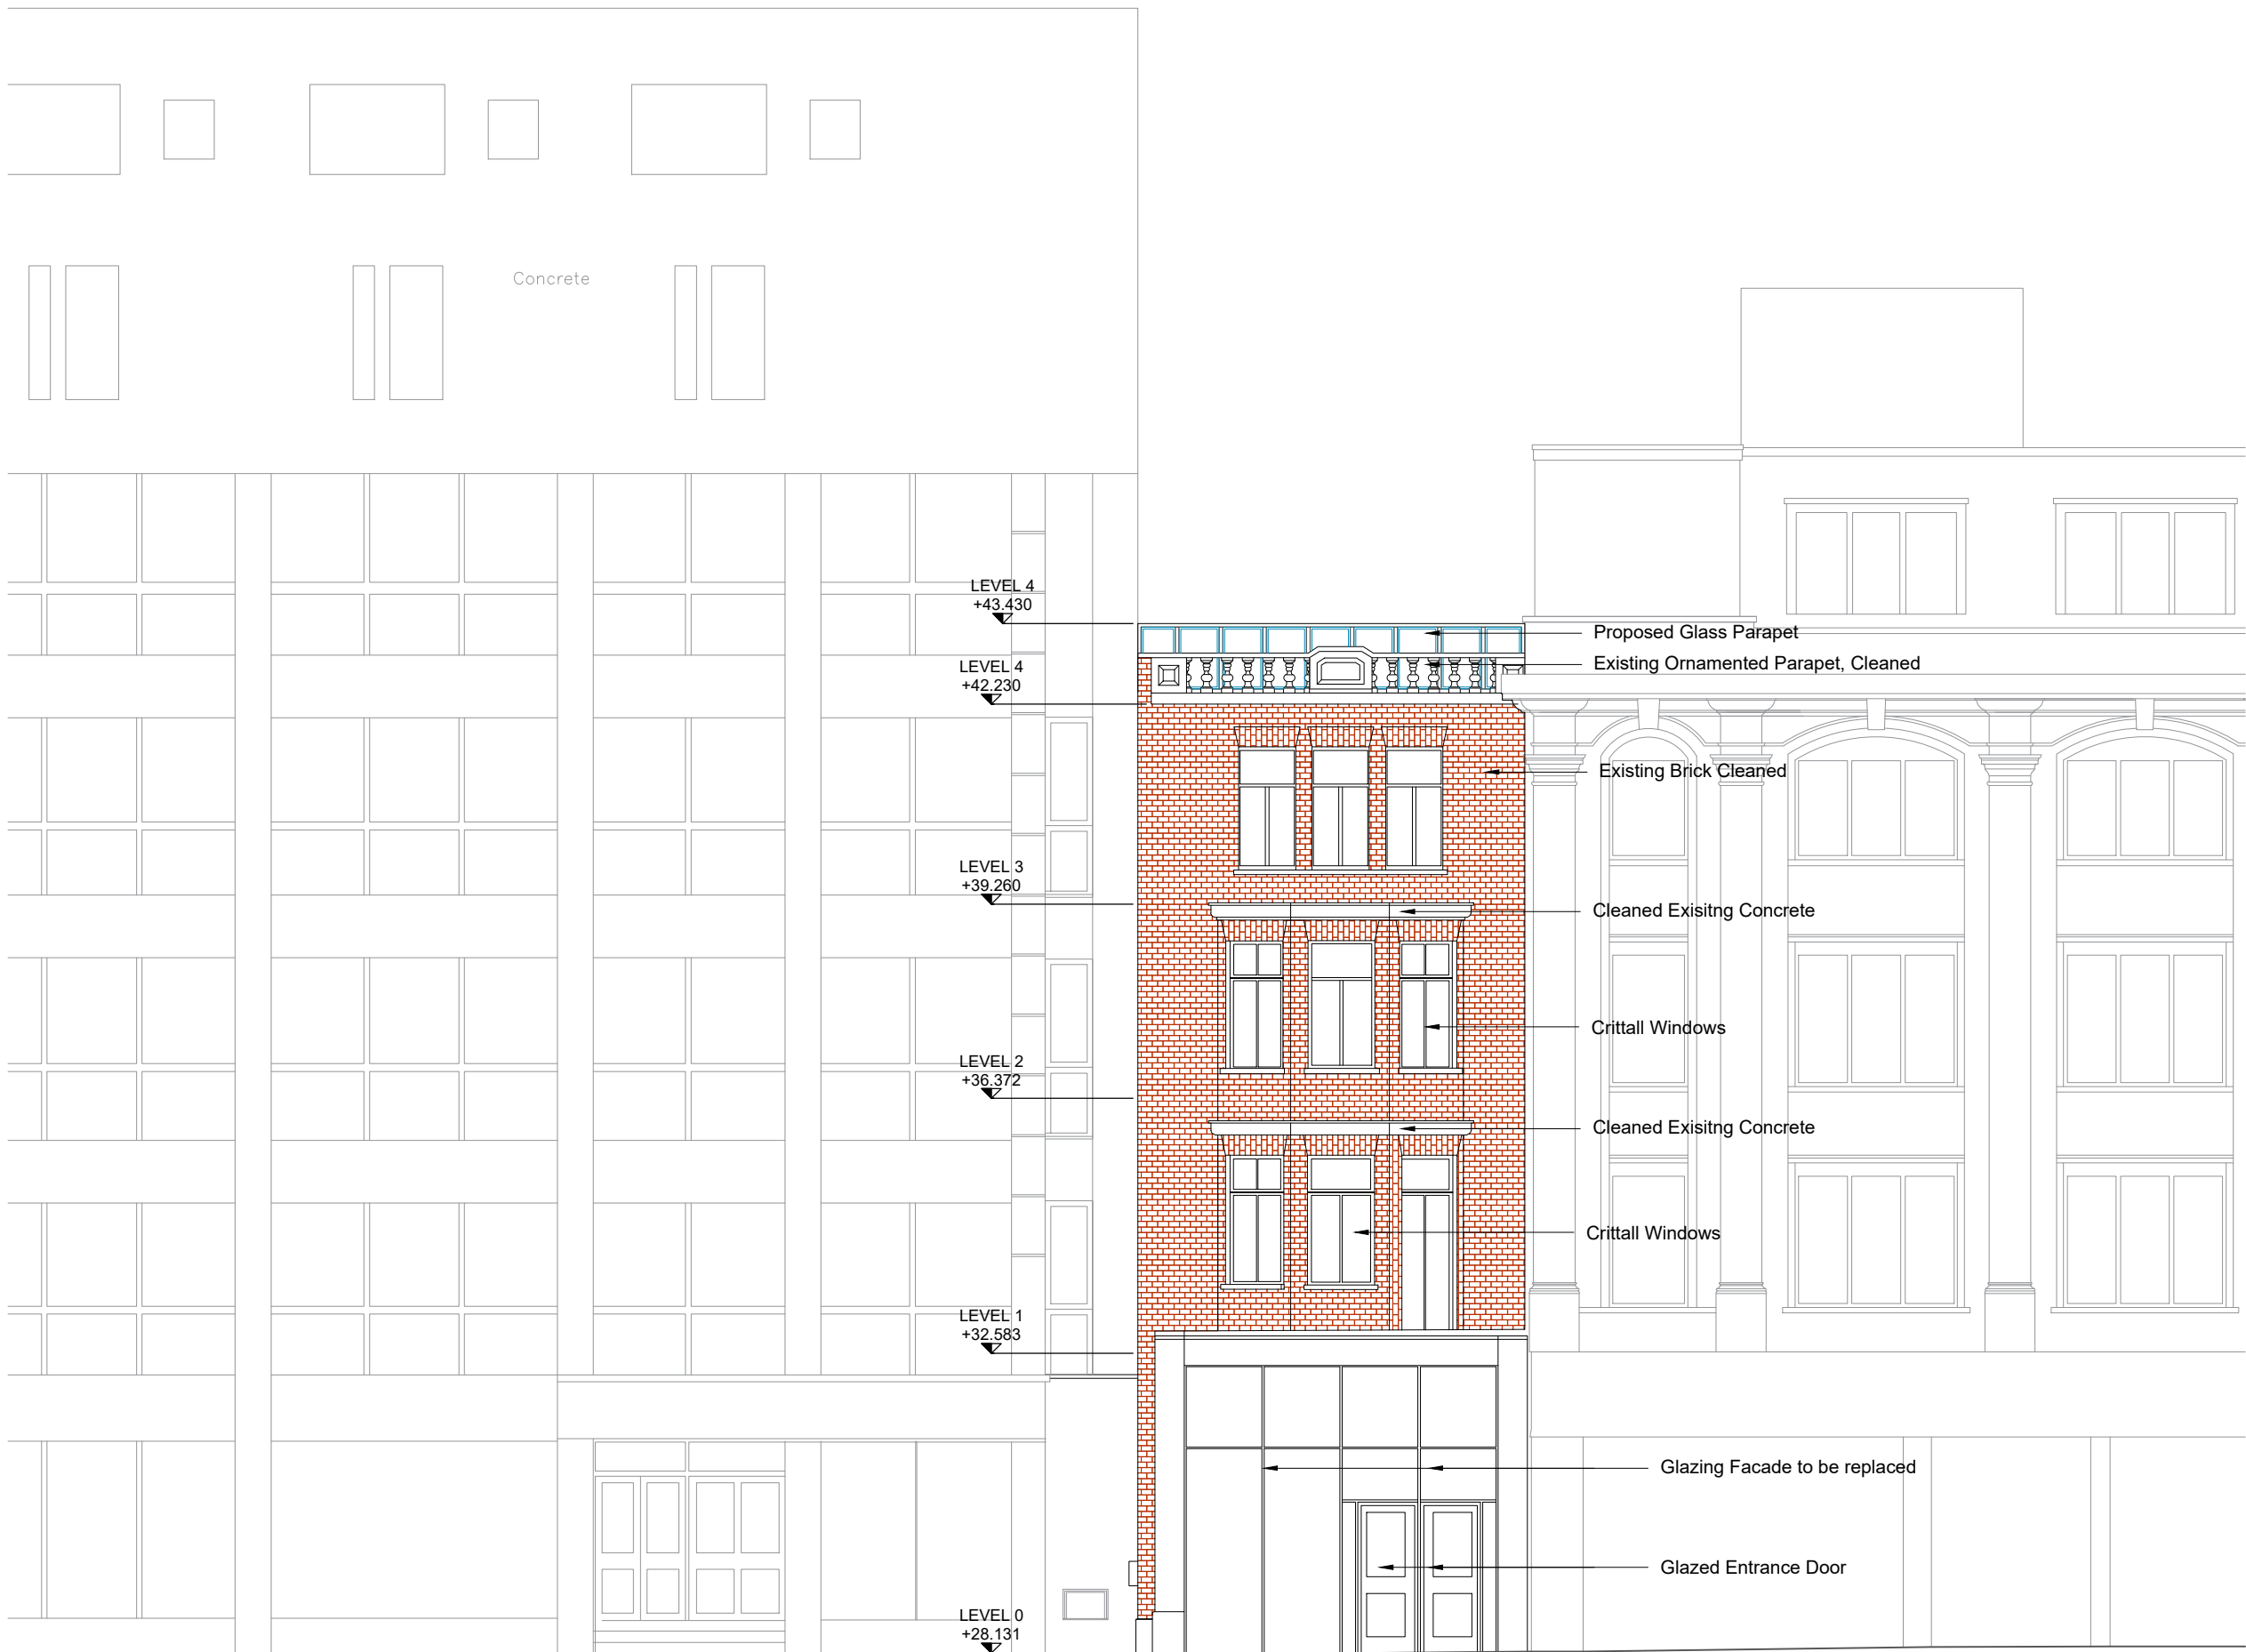 Concrete
LEVEL 4
+43.430
Proposed Glass Parapet
Existing Ornamented Parapet, Cleaned
LEVEL 4
+42.230
Existing Brick Cleaned
LEVEL 3
+39.260
Cleaned Exisitng Concrete
Crittall Windows
LEVEL 2
+36.372
Cleaned Exisitng Concrete
Crittall Windows
LEVEL 1
+32.583
Glazing Facade to be replaced
Glazed Entrance Door
LEVEL 0
+28.131